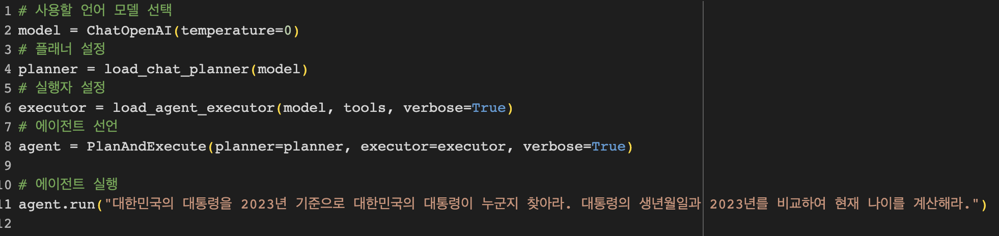 1 # 사용할 언어 모델 선택
2 model = ChatOpenAI(temperature=0)
3 # 플래너 설정
4 planner = load_chat_planner(model)
5 # 실행자 설정
6 executor = load_agent_executor(model, tools, verbose=True)
7 # 에이전트 선언
8 agent = PlanAndExecute(planner=planner, executor=executor, verbose=True)
9
10 # 에이전트 실행
11 agent.run("대한민국의 대통령을 2023년 기준으로 대한민국의 대통령이 누군지 찾아라. 대통령의 생년월일과 2023년를 비교하여 현재 나이를 계산해라.")
12